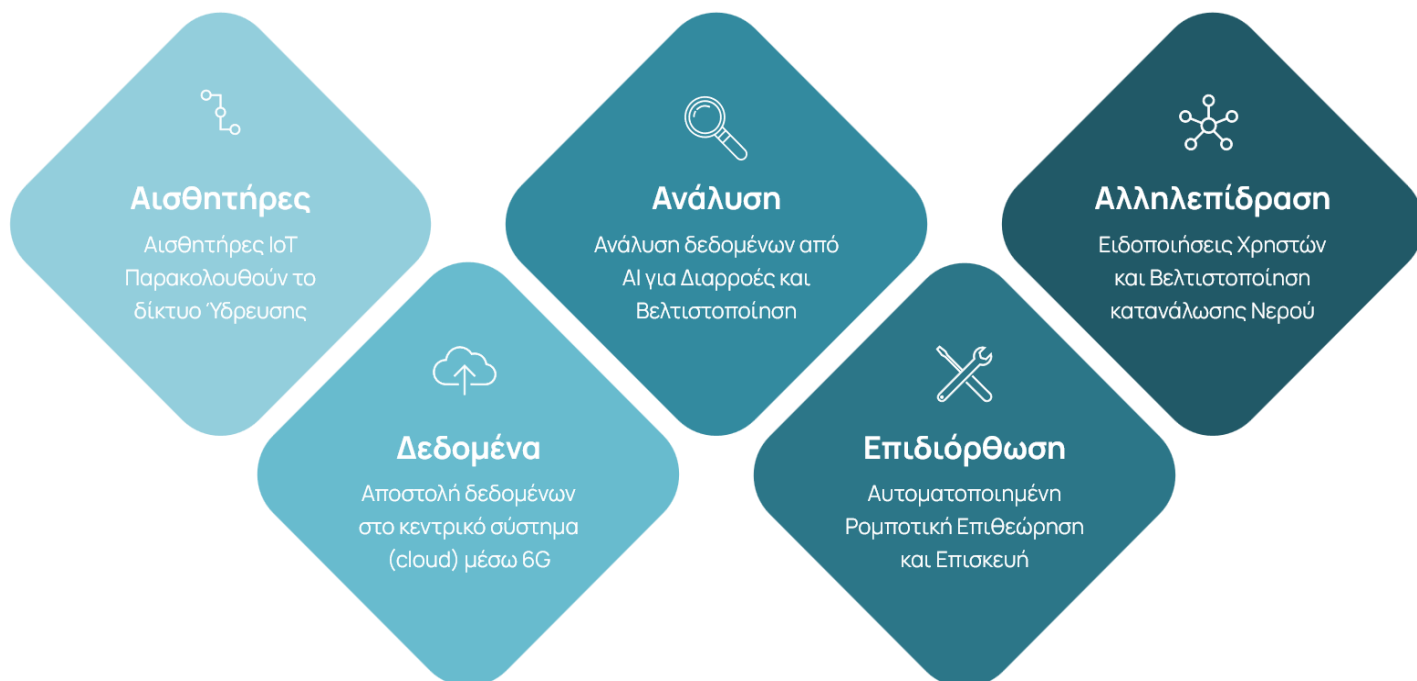 Αισθητήρες
Αισθητήρες IoT
Παρακολουθούν το
δίκτυο Ύδρευσης
Δεδομένα
Αποστολή δεδομένων
στο κεντρικό σύστημα
(cloud) μέσω 6G
Ανάλυση
Ανάλυση δεδομένων από
AI για Διαρροές και
Βελτιστοποίηση
Επιδιόρθωση
Αυτοματοποιημένη
Ρομποτική Επιθεώρηση
και Επισκευή
Αλληλεπίδραση
Ειδοποιήσεις Χρηστών
και Βελτιστοποίηση
κατανάλωσης Νερού